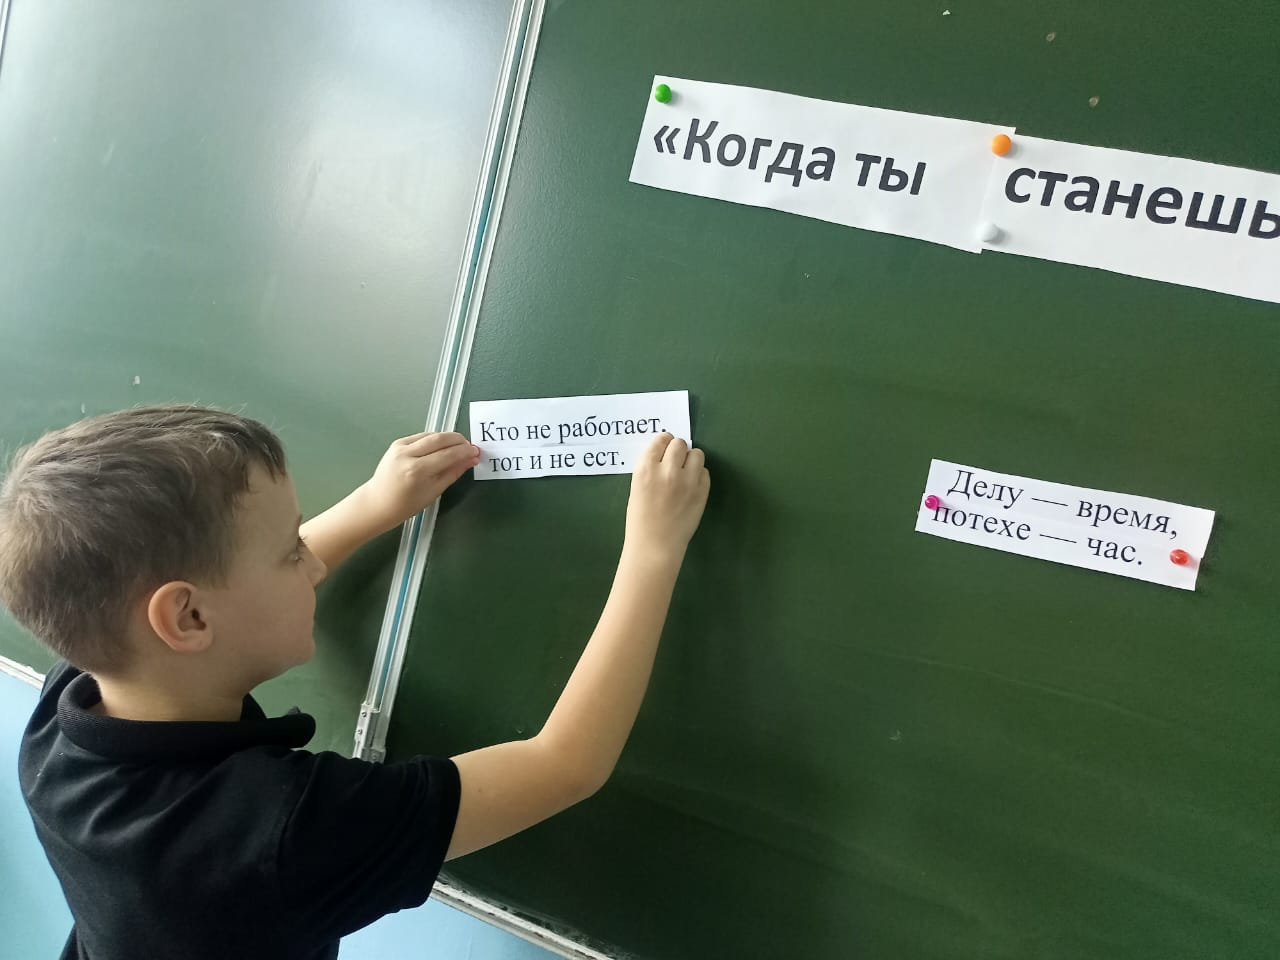 «Когда ты станешь
Кто не работает.
тот и не ест.
Делу — время,
потехе — час.